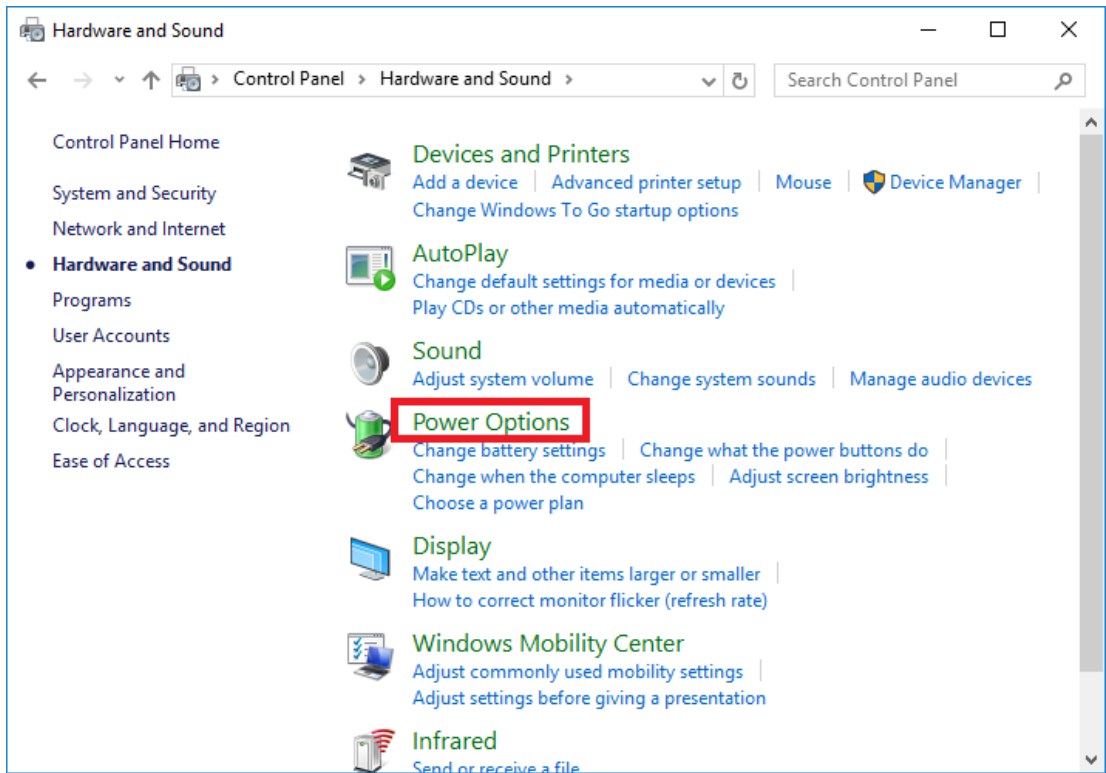 Hardware and Sound
Control Panel > Hardware and Sound >
Search Control Panel
Control Panel Home
System and Security
Network and Internet
Hardware and Sound
Programs
User Accounts
Appearance and
Personalization
Clock, Language, and Region
Ease of Access
Devices and Printers
Add a device | Advanced printer setup | Mouse | Device Manager |
Change Windows To Go startup options
AutoPlay
Change default settings for media or devices |
Play CDs or other media automatically
Sound
Adjust system volume | Change system sounds | Manage audio devices
Power Options
Change battery settings | Change what the power buttons do |
Change when the computer sleeps | Adjust screen brightness |
Choose a power plan
Display
Make text and other items larger or smaller |
How to correct monitor flicker (refresh rate)
Windows Mobility Center
Adjust commonly used mobility settings |
Adjust settings before giving a presentation
Infrared
Send or receive a file